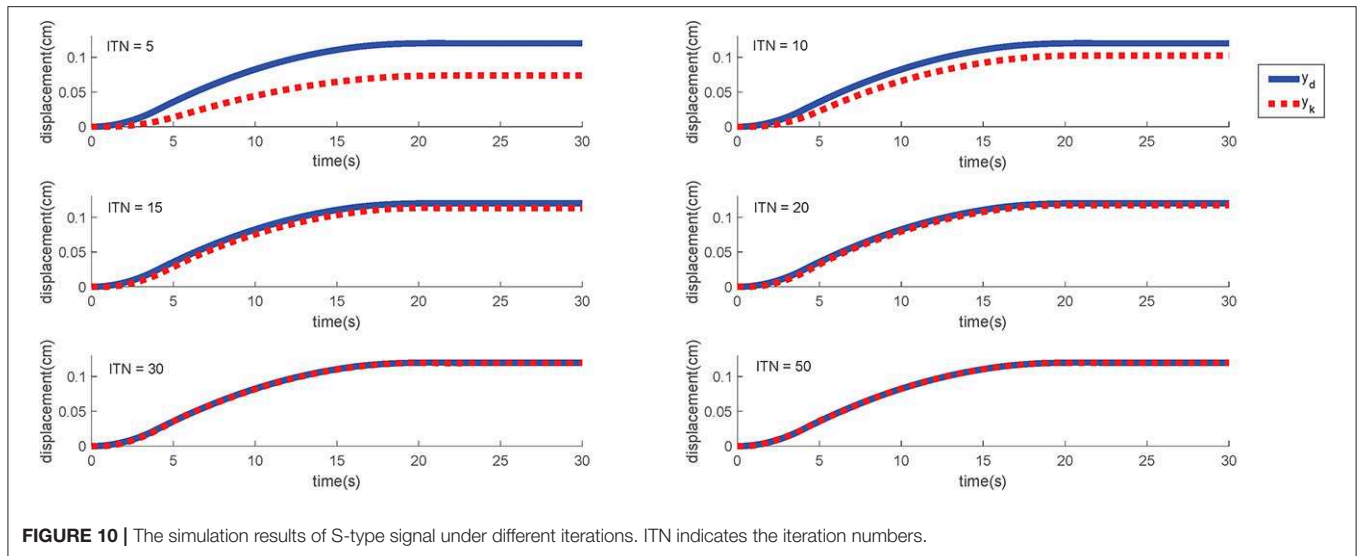 displacement(cm)
0.1
0.05
0
ITN = 5
0 5 10 15 20 25 30
time(s)
displacement(cm)
0.1
0.05
0
ITN = 10
0 5 10 15 20 25 30
time(s)
y_d
y_k
displacement(cm)
0.1
0.05
0
ITN = 15
0 5 10 15 20 25 30
time(s)
displacement(cm)
0.1
0.05
0
ITN = 20
0 5 10 15 20 25 30
time(s)
displacement(cm)
0.1
0.05
0
ITN = 30
0 5 10 15 20 25 30
time(s)
displacement(cm)
0.1
0.05
0
ITN = 50
0 5 10 15 20 25 30
time(s)
FIGURE 10 | The simulation results of S-type signal under different iterations. ITN indicates the iteration numbers.